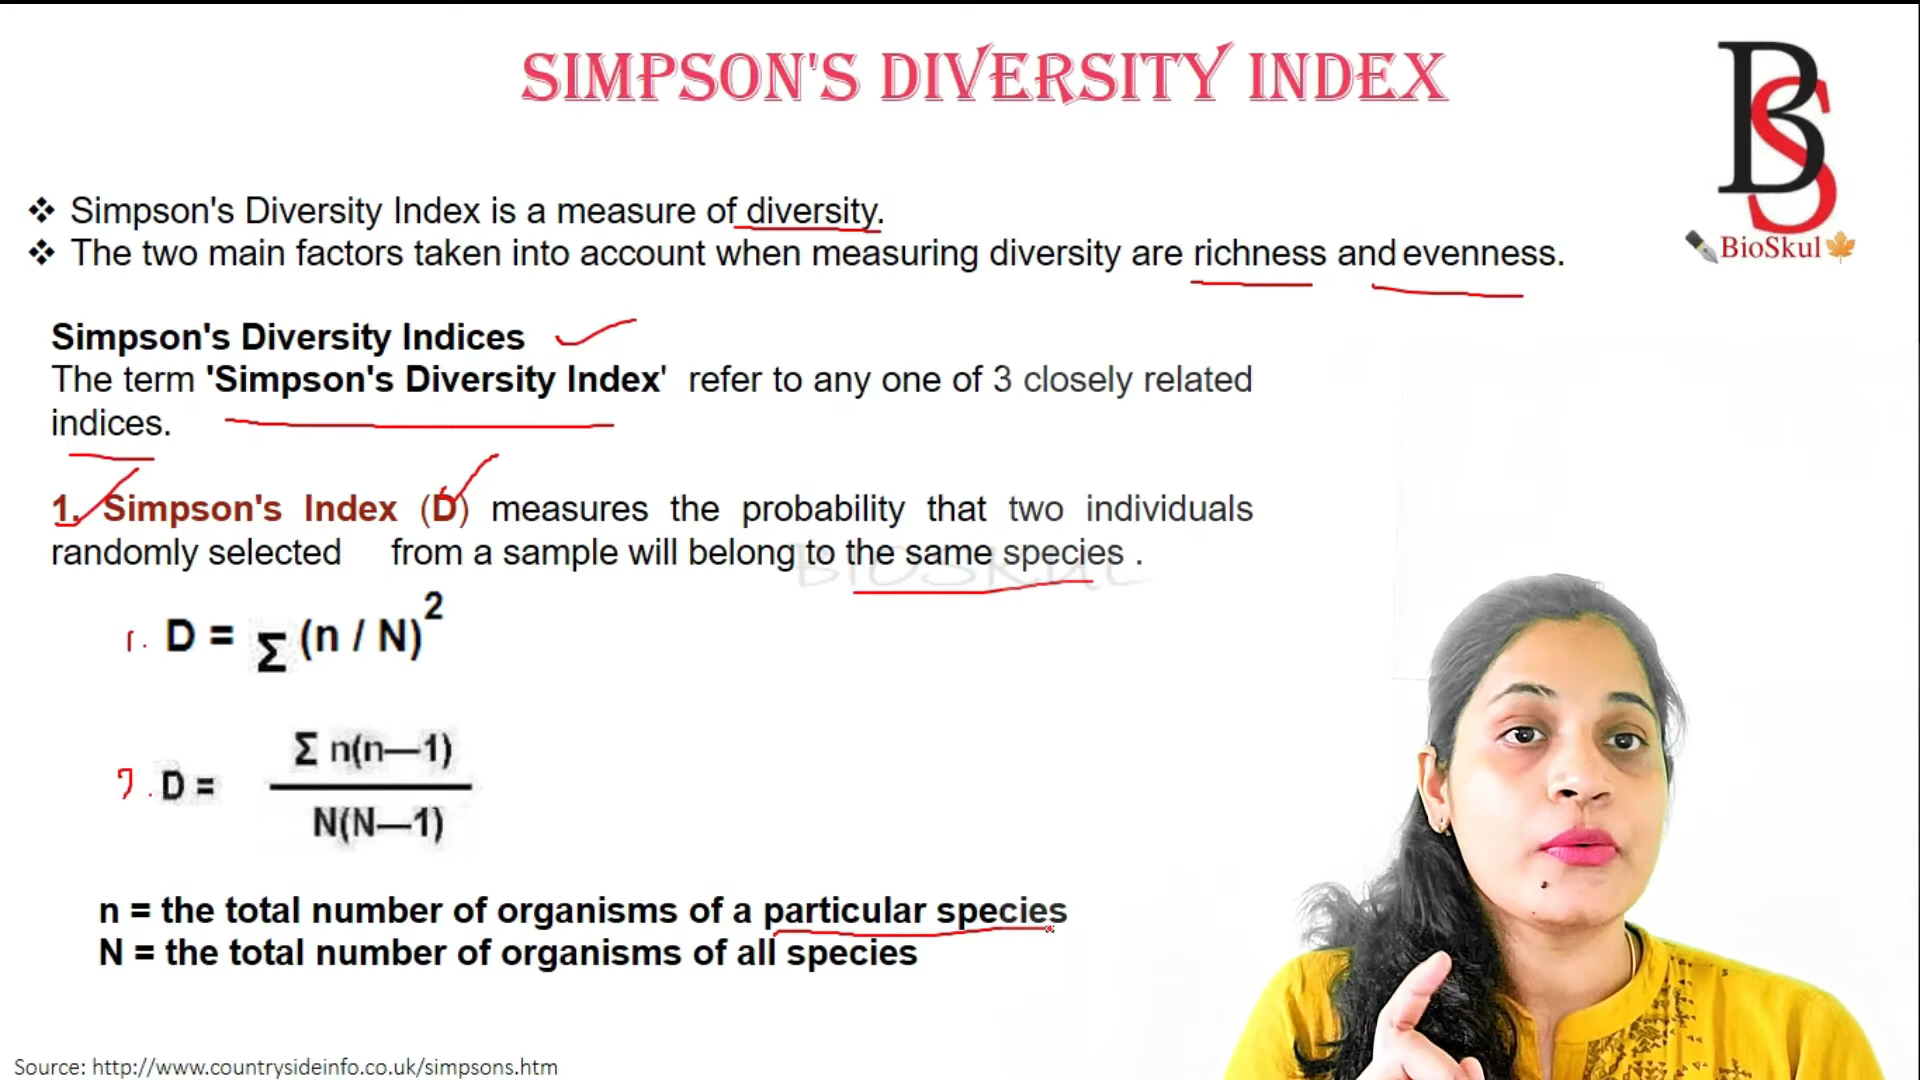 SIMPSON'S DIVERSITY INDEX
BS
BioSkul
❖ Simpson's Diversity Index is a measure of diversity.
❖ The two main factors taken into account when measuring diversity are richness and evenness.
Simpson's Diversity Indices
The term 'Simpson's Diversity Index' refer to any one of 3 closely related
indices.
1. Simpson's Index (D) measures the probability that two individuals
randomly selected from a sample will belong to the same species .
BIOSKUL
1. D = Σ (n / N)²
2. D = Σ n(n—1)
N(N—1)
n = the total number of organisms of a particular species
N = the total number of organisms of all species
Source: http://www.countrysideinfo.co.uk/simpsons.htm